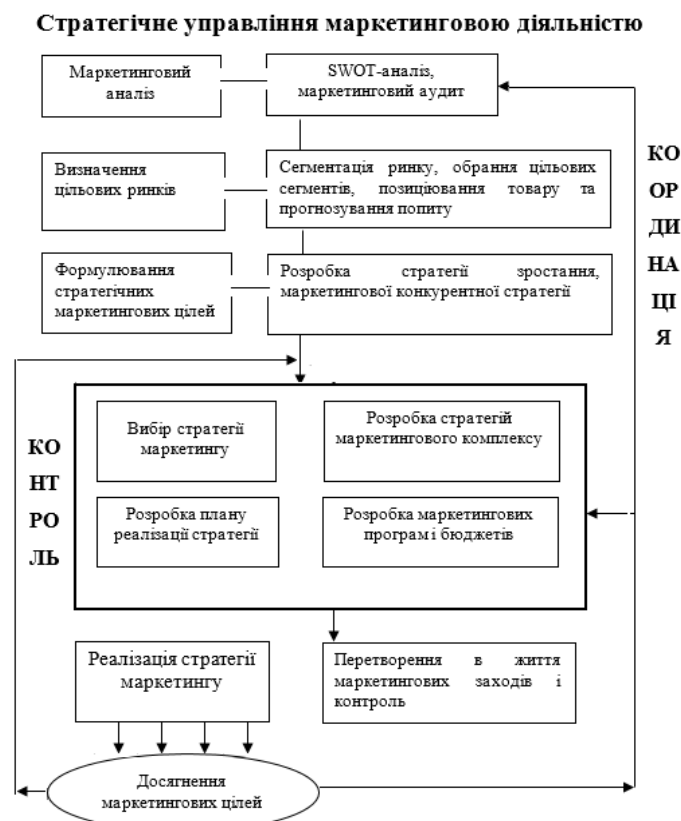 Стратегічне управління маркетинговою діяльністю
Маркетинговий
аналіз
SWOT-аналіз,
маркетинговий аудит
Визначення
цільових ринків
Сегментація ринку, обрання цільових
сегментів, позиціювання товару та
прогнозування попиту
Формулювання
стратегічних
маркетингових цілей
Розробка стратегії зростання,
маркетингової конкурентної стратегії
КО
ОР
ДИ
НА
ЦІ
Я
КО
НТ
РО
ЛЬ
Вибір стратегії
маркетингу
Розробка стратегій
маркетингового комплексу
Розробка плану
реалізації стратегії
Розробка маркетингових
програм і бюджетів
Реалізація стратегії
маркетингу
Перетворення в життя
маркетингових заходів і
контроль
Досягнення
маркетингових цілей